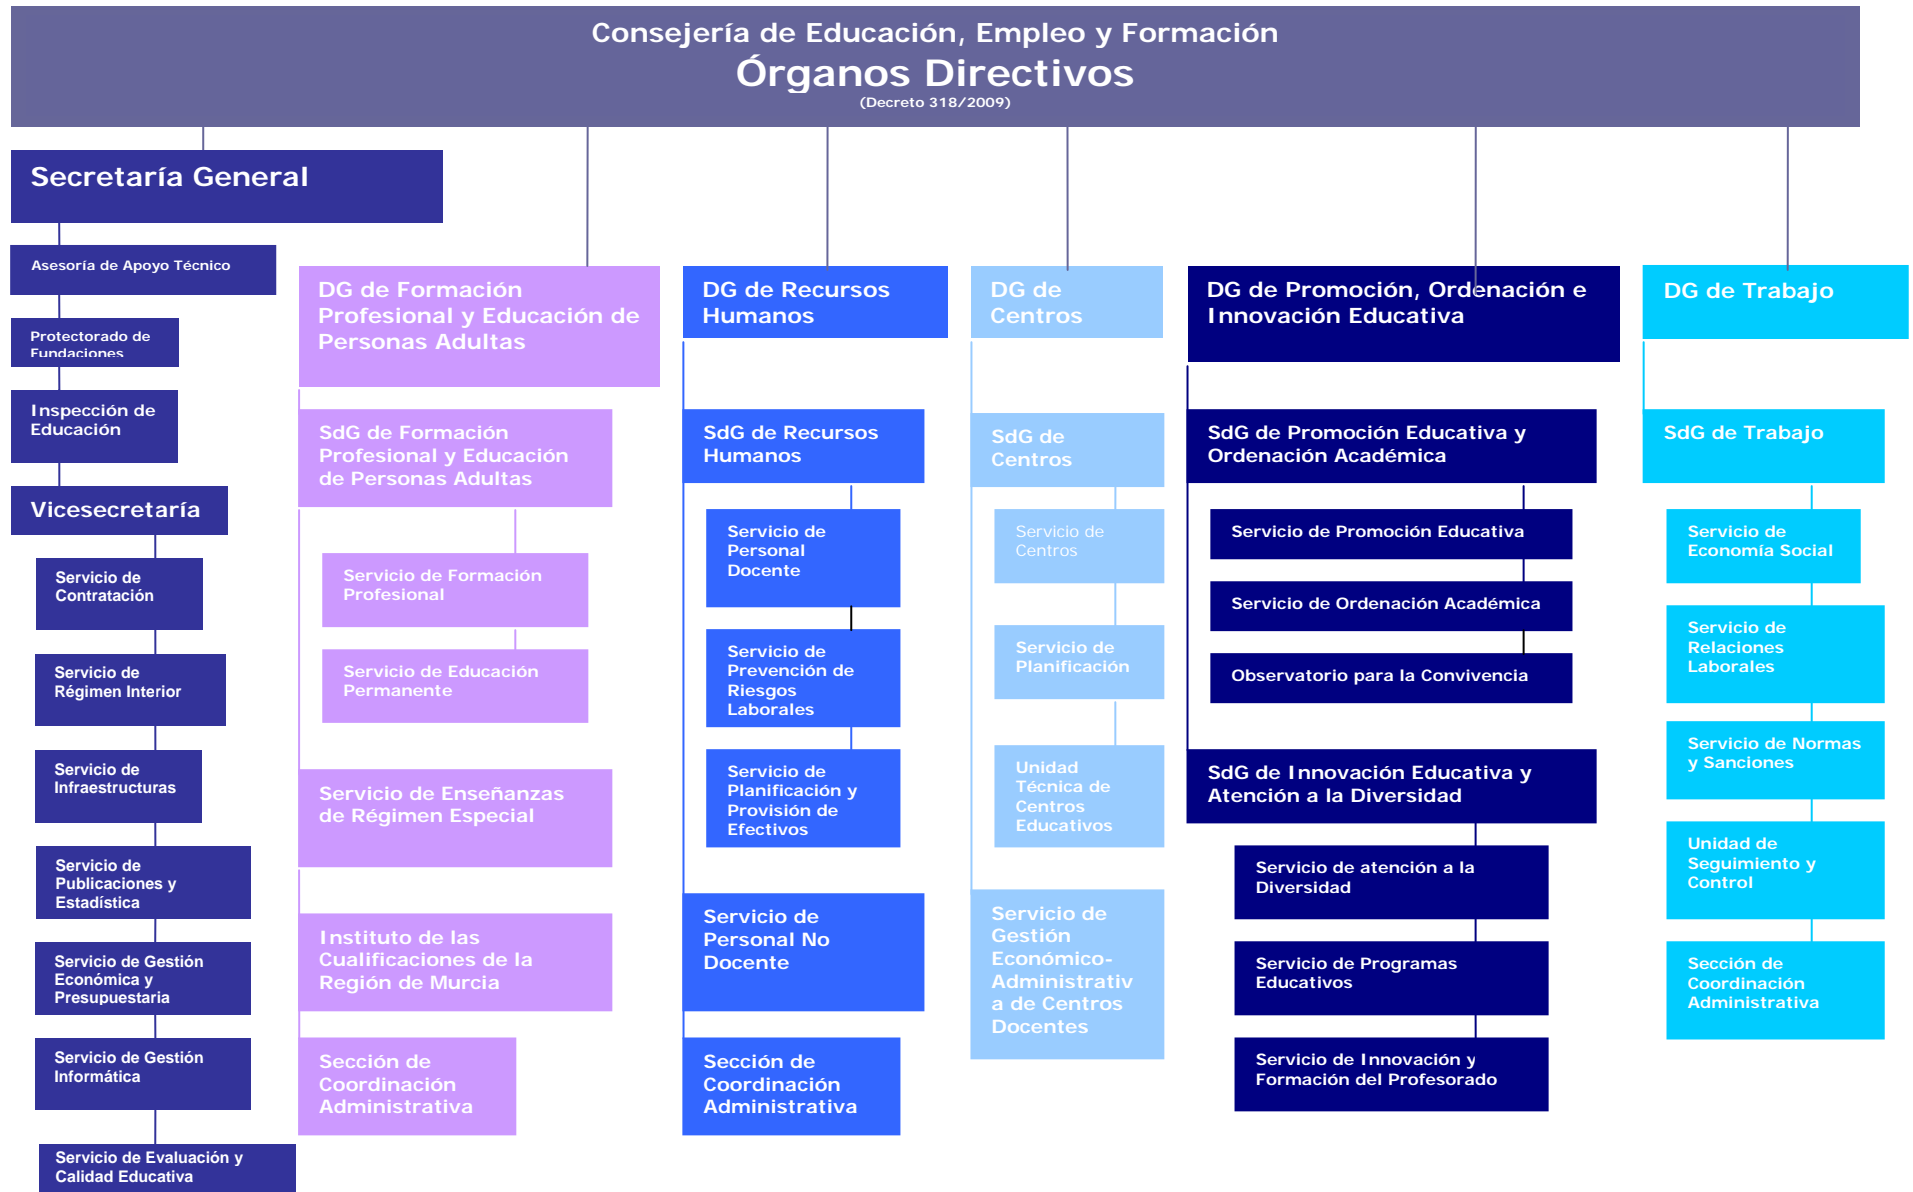 Consejería de Educación, Empleo y Formación
Órganos Directivos
(Decreto 318/2009)
Secretaría General
Asesoría de Apoyo Técnico
Protectorado de
Fundaciones
Inspección de
Educación
Vicesecretaría
Servicio de
Contratación
Servicio de
Régimen Interior
Servicio de
Infraestructuras
Servicio de
Publicaciones y
Estadística
Servicio de Gestión
Económica y
Presupuestaria
Servicio de Gestión
Informática
Servicio de Evaluación y
Calidad Educativa
DG de Formación
Profesional y Educación de
Personas Adultas
SdG de Formación
Profesional y Educación
de Personas Adultas
Servicio de Formación
Profesional
Servicio de Educación
Permanente
Servicio de Enseñanzas
de Régimen Especial
Instituto de las
Cualificaciones de la
Región de Murcia
Sección de
Coordinación
Administrativa
DG de Recursos
Humanos
SdG de Recursos
Humanos
Servicio de
Personal
Docente
Servicio de
Prevención de
Riesgos
Laborales
Servicio de
Planificación y
Provisión de
Efectivos
Servicio de
Personal No
Docente
Sección de
Coordinación
Administrativa
DG de
Centros
SdG de
Centros
Servicio de
Centros
Servicio de
Planificación
Unidad
Técnica de
Centros
Educativos
Servicio de
Gestión
Económico-
Administrativ
a de Centros
Docentes
DG de Promoción, Ordenación e
Innovación Educativa
SdG de Promoción Educativa y
Ordenación Académica
Servicio de Promoción Educativa
Servicio de Ordenación Académica
Observatorio para la Convivencia
SdG de Innovación Educativa y
Atención a la Diversidad
Servicio de atención a la
Diversidad
Servicio de Programas
Educativos
Servicio de Innovación y
Formación del Profesorado
DG de Trabajo
SdG de Trabajo
Servicio de
Economía Social
Servicio de
Relaciones
Laborales
Servicio de Normas
y Sanciones
Unidad de
Seguimiento y
Control
Sección de
Coordinación
Administrativa